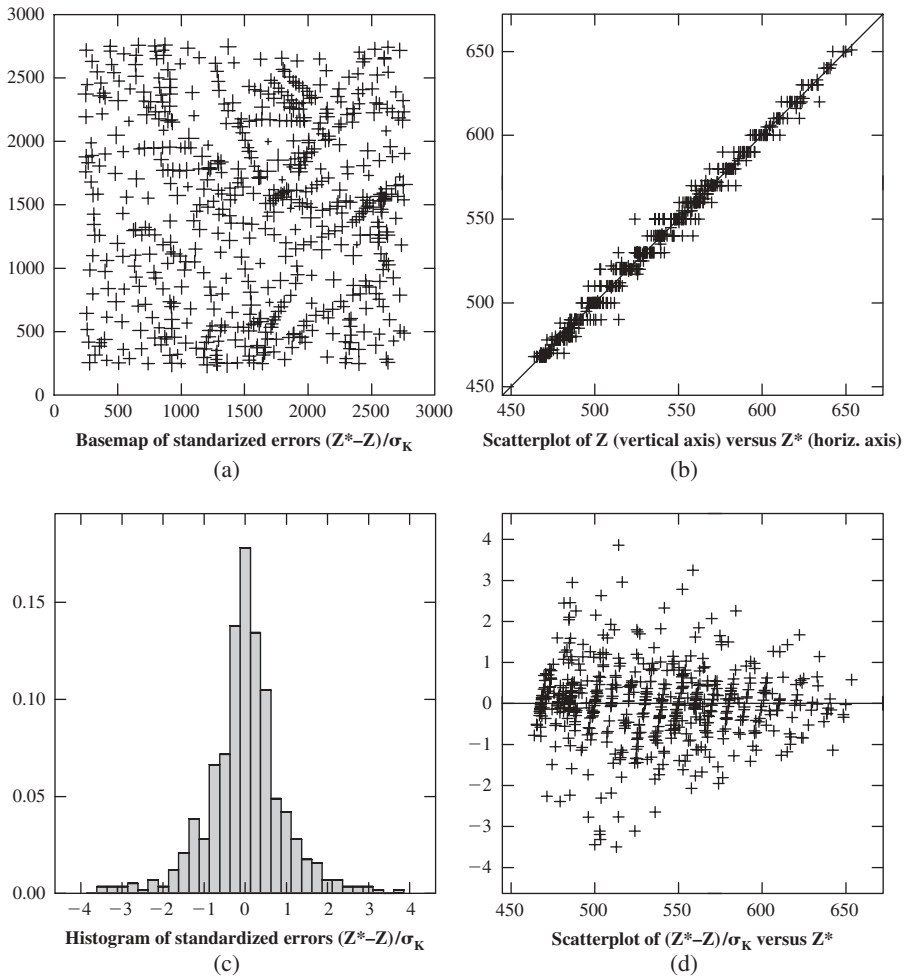 3000
2500
2000
1500
1000
500
0
0 500 1000 1500 2000 2500 3000
Basemap of standarized errors (Z*–Z)/σK
(a)
650
600
550
500
450
450 500 550 600 650
Scatterplot of Z (vertical axis) versus Z* (horiz. axis)
(b)
0.15
0.10
0.05
0.00
−4 −3 −2 −1 0 1 2 3 4
Histogram of standardized errors (Z*–Z)/σK
(c)
4
3
2
1
0
−1
−2
−3
−4
450 500 550 600 650
Scatterplot of (Z*–Z)/σK versus Z*
(d)